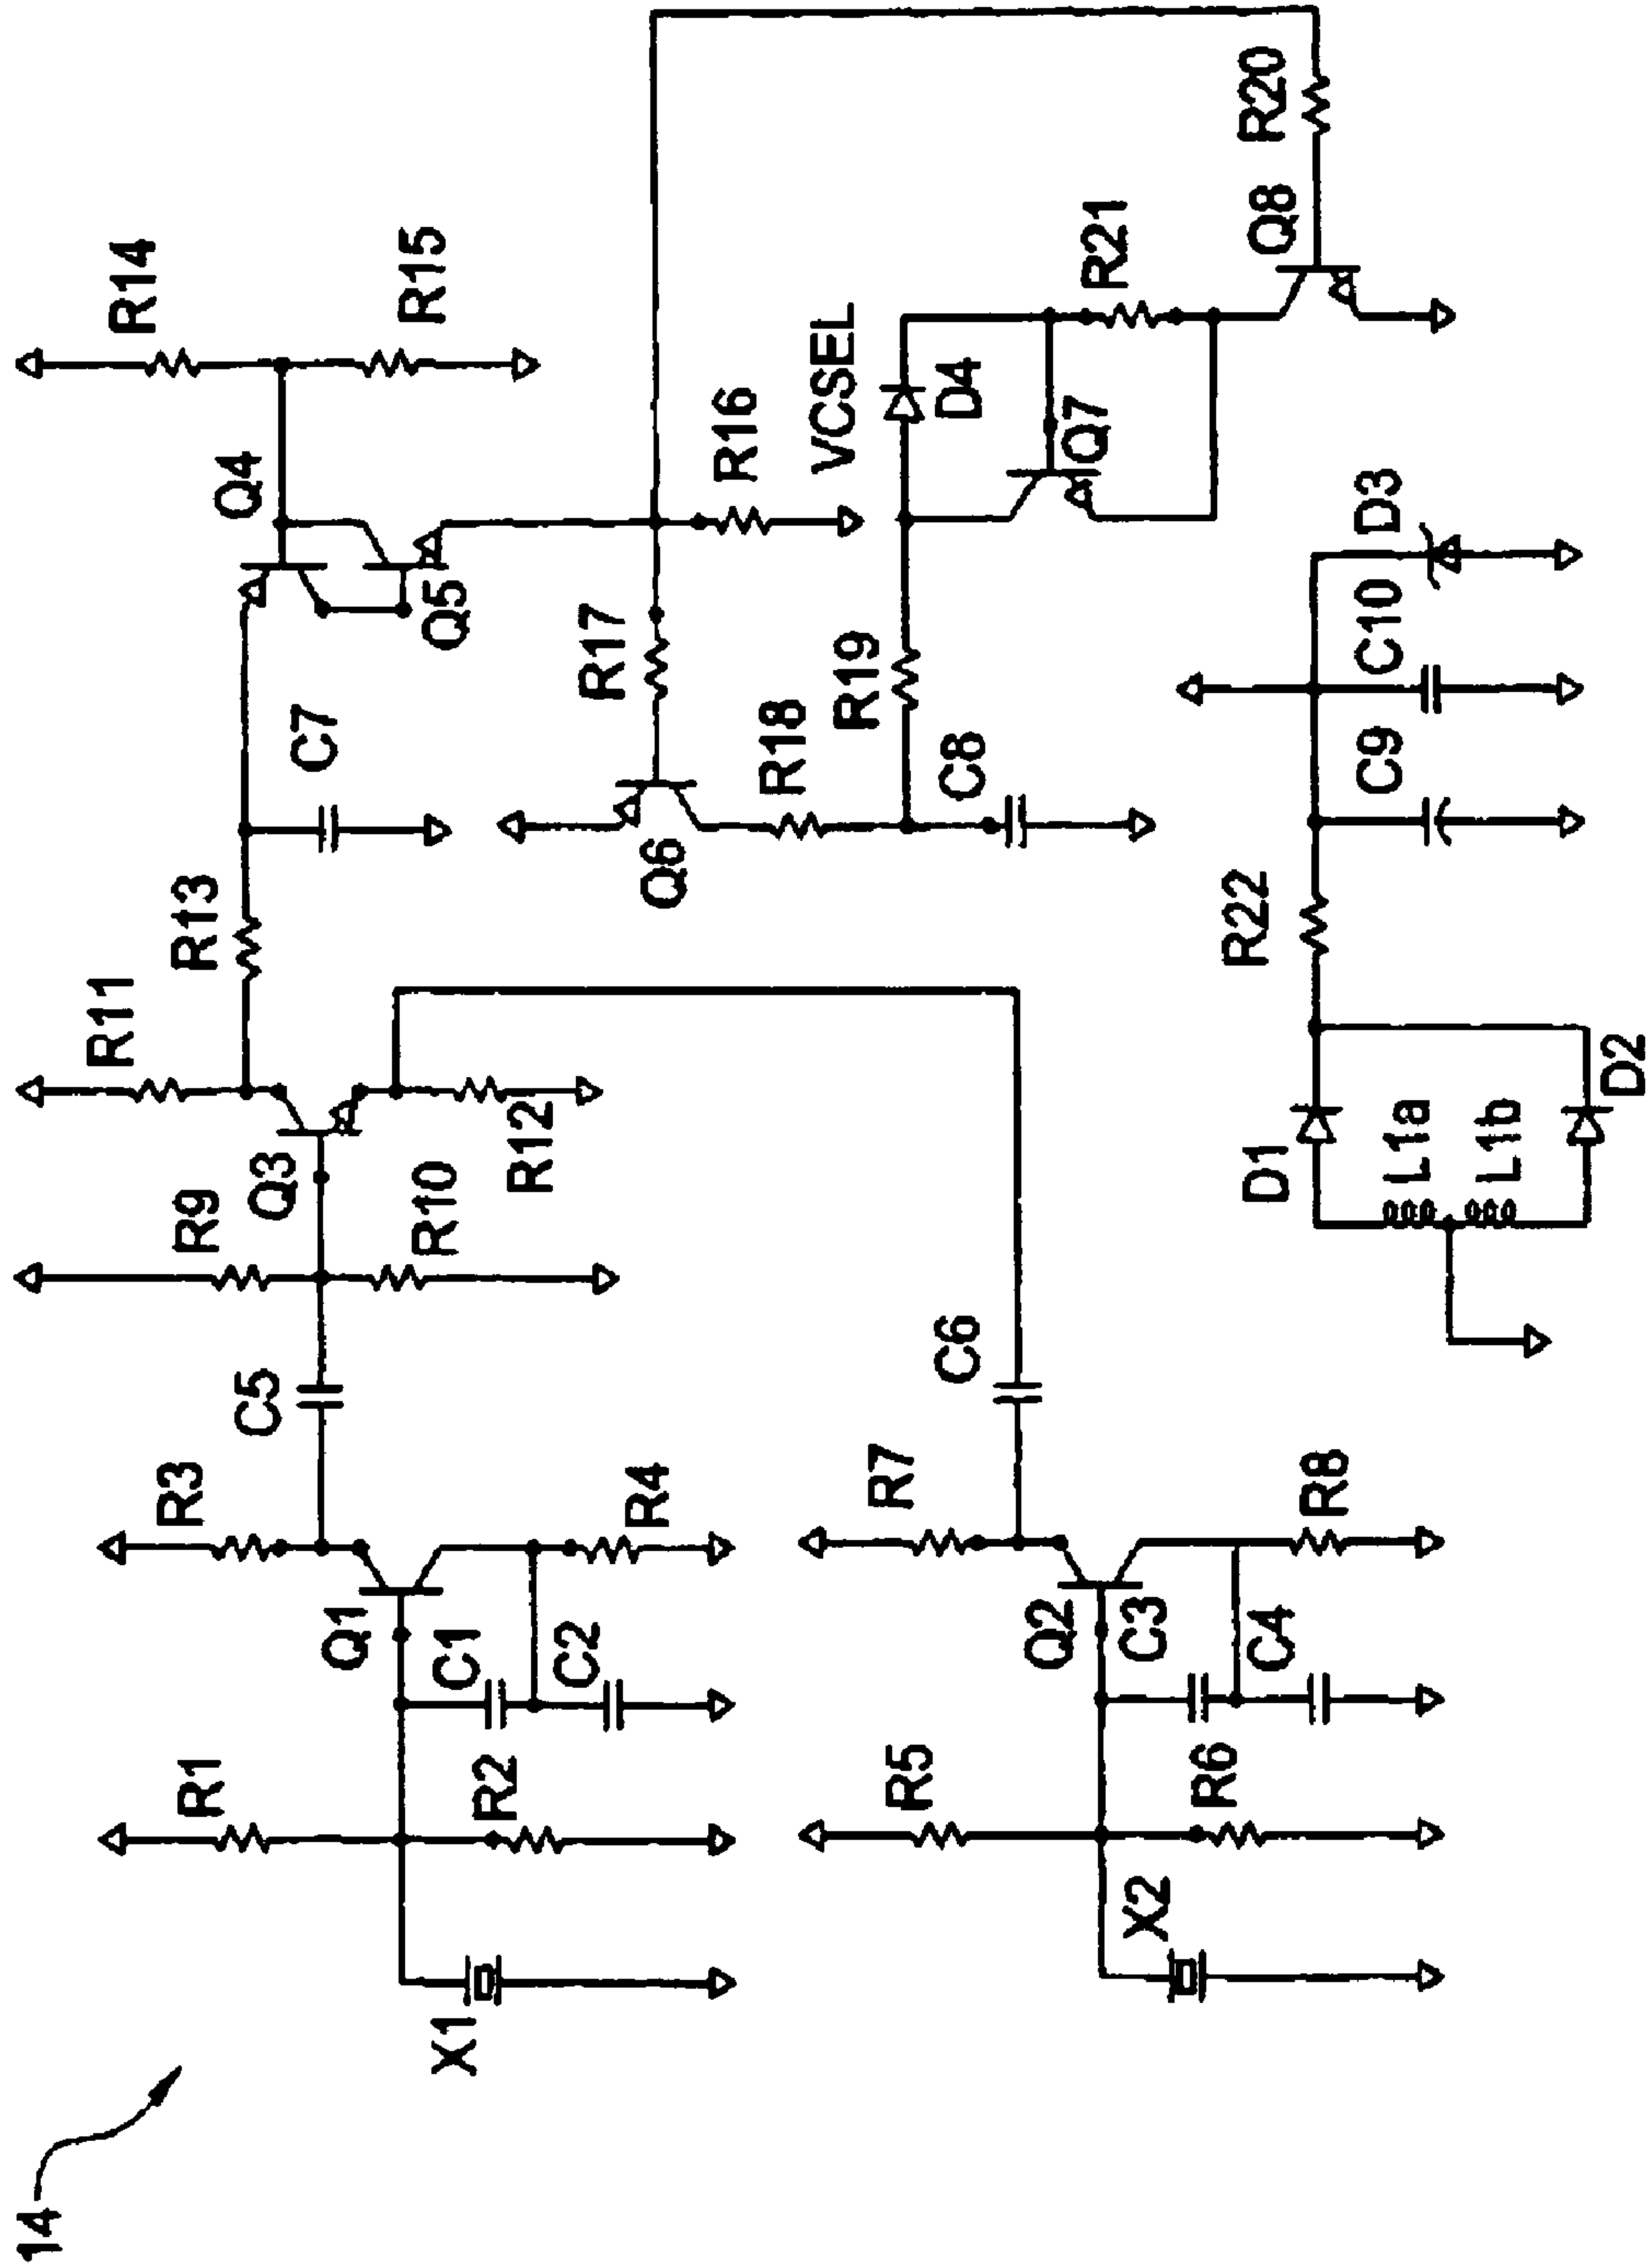 14
X1
R1
R2
Q1
C1
C2
R3
R4
C5
R9
R10
Q3
R11
R12
R13
C7
Q4
Q5
R14
R15
R16
R17
Q6
R18
R19
C8
VCSEL
D4
Q7
R21
Q8
R20
X2
R5
R6
Q2
C3
C4
R7
R8
C6
D1
L1a
L1b
D2
R22
C9
C10
D3